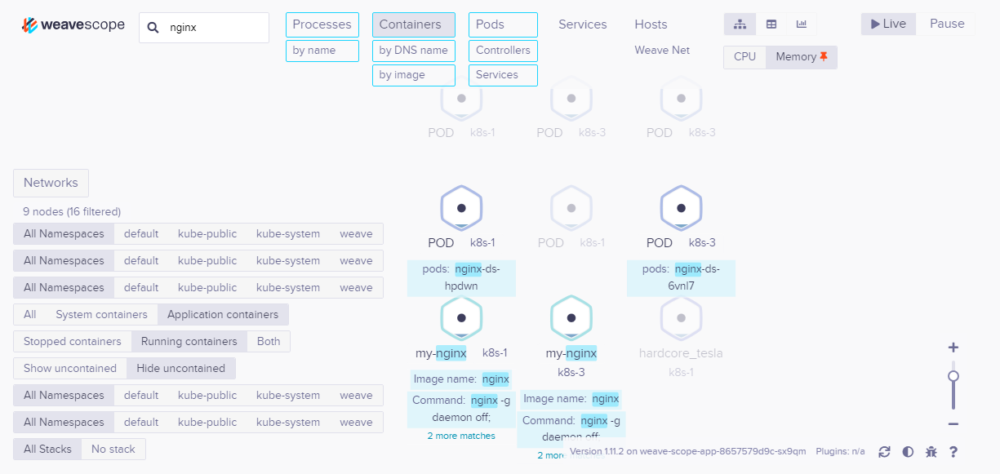 weavescope
nginx
Processes
by name
Containers
by DNS name
by image
Pods
Controllers
Services
Services
Hosts
Weave Net
CPU
Memory
Live
Pause
POD k8s-1
POD k8s-3
POD k8s-3
Networks
9 nodes (16 filtered)
All Namespaces default kube-public kube-system weave
All Namespaces default kube-public kube-system weave
All Namespaces default kube-public kube-system weave
All System containers Application containers
Stopped containers Running containers Both
Show uncontained Hide uncontained
All Namespaces default kube-public kube-system weave
All Namespaces default kube-public kube-system weave
All Stacks No stack
POD k8s-1
pods: nginx-ds-
hpdwn
POD k8s-1
POD k8s-3
pods: nginx-ds-
6vnl7
my-nginx k8s-1
Image name: nginx
Command: nginx -g
daemon off;
2 more matches
my-nginx
k8s-3
Image name: nginx
Command: nginx -g
daemon off;
2 more
hardcore_tesla
k8s-1
Version 1.11.2 on weave-scope-app-8657579d9c-sx9qm Plugins: n/a